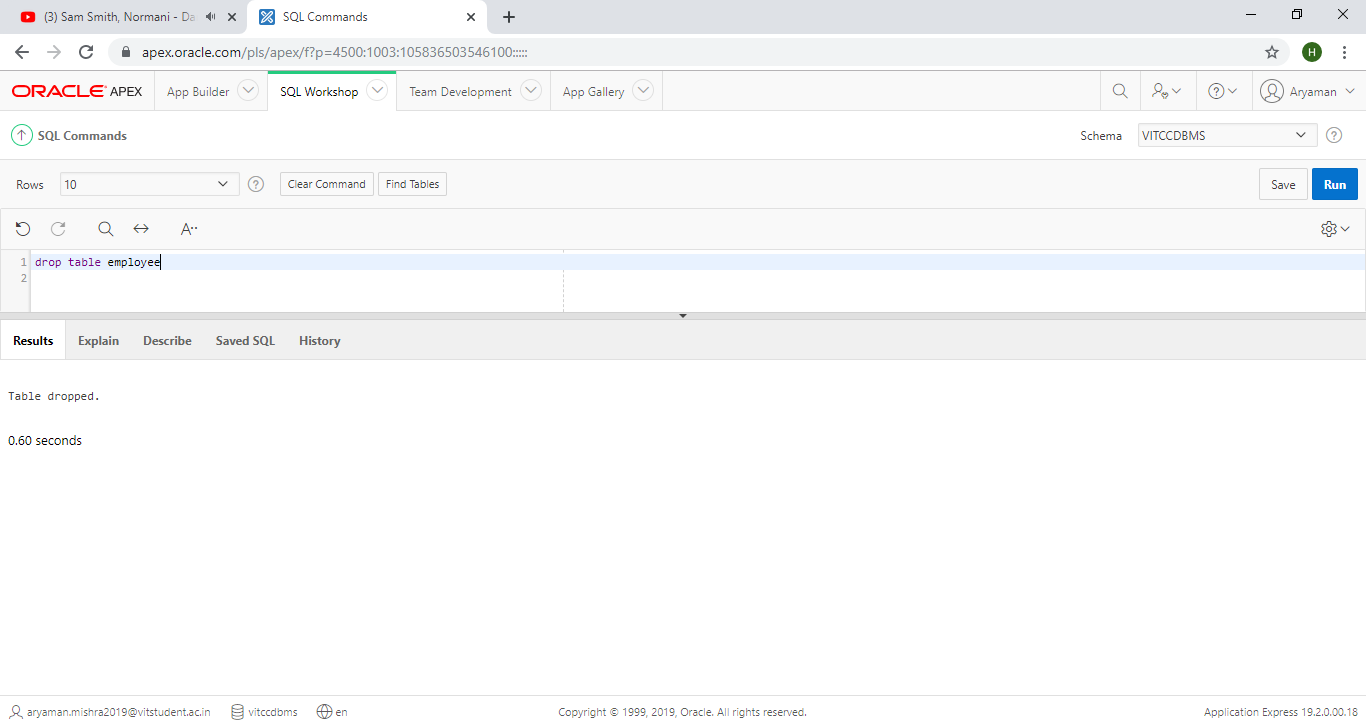 (3) Sam Smith, Normani - Da
SQL Commands
apex.oracle.com/pls/apex/f?p=4500:1003:105836503546100:::::
H
ORACLE APEX
App Builder
SQL Workshop
Team Development
App Gallery
Aryaman
SQL Commands
Schema
VITCCDBMS
Rows
10
Clear Command
Find Tables
Save
Run
A
1 drop table employee
2
Results
Explain
Describe
Saved SQL
History
Table dropped.
0.60 seconds
aryaman.mishra2019@vitstudent.ac.in
vitccdbms
en
Copyright © 1999, 2019, Oracle. All rights reserved.
Application Express 19.2.0.00.18